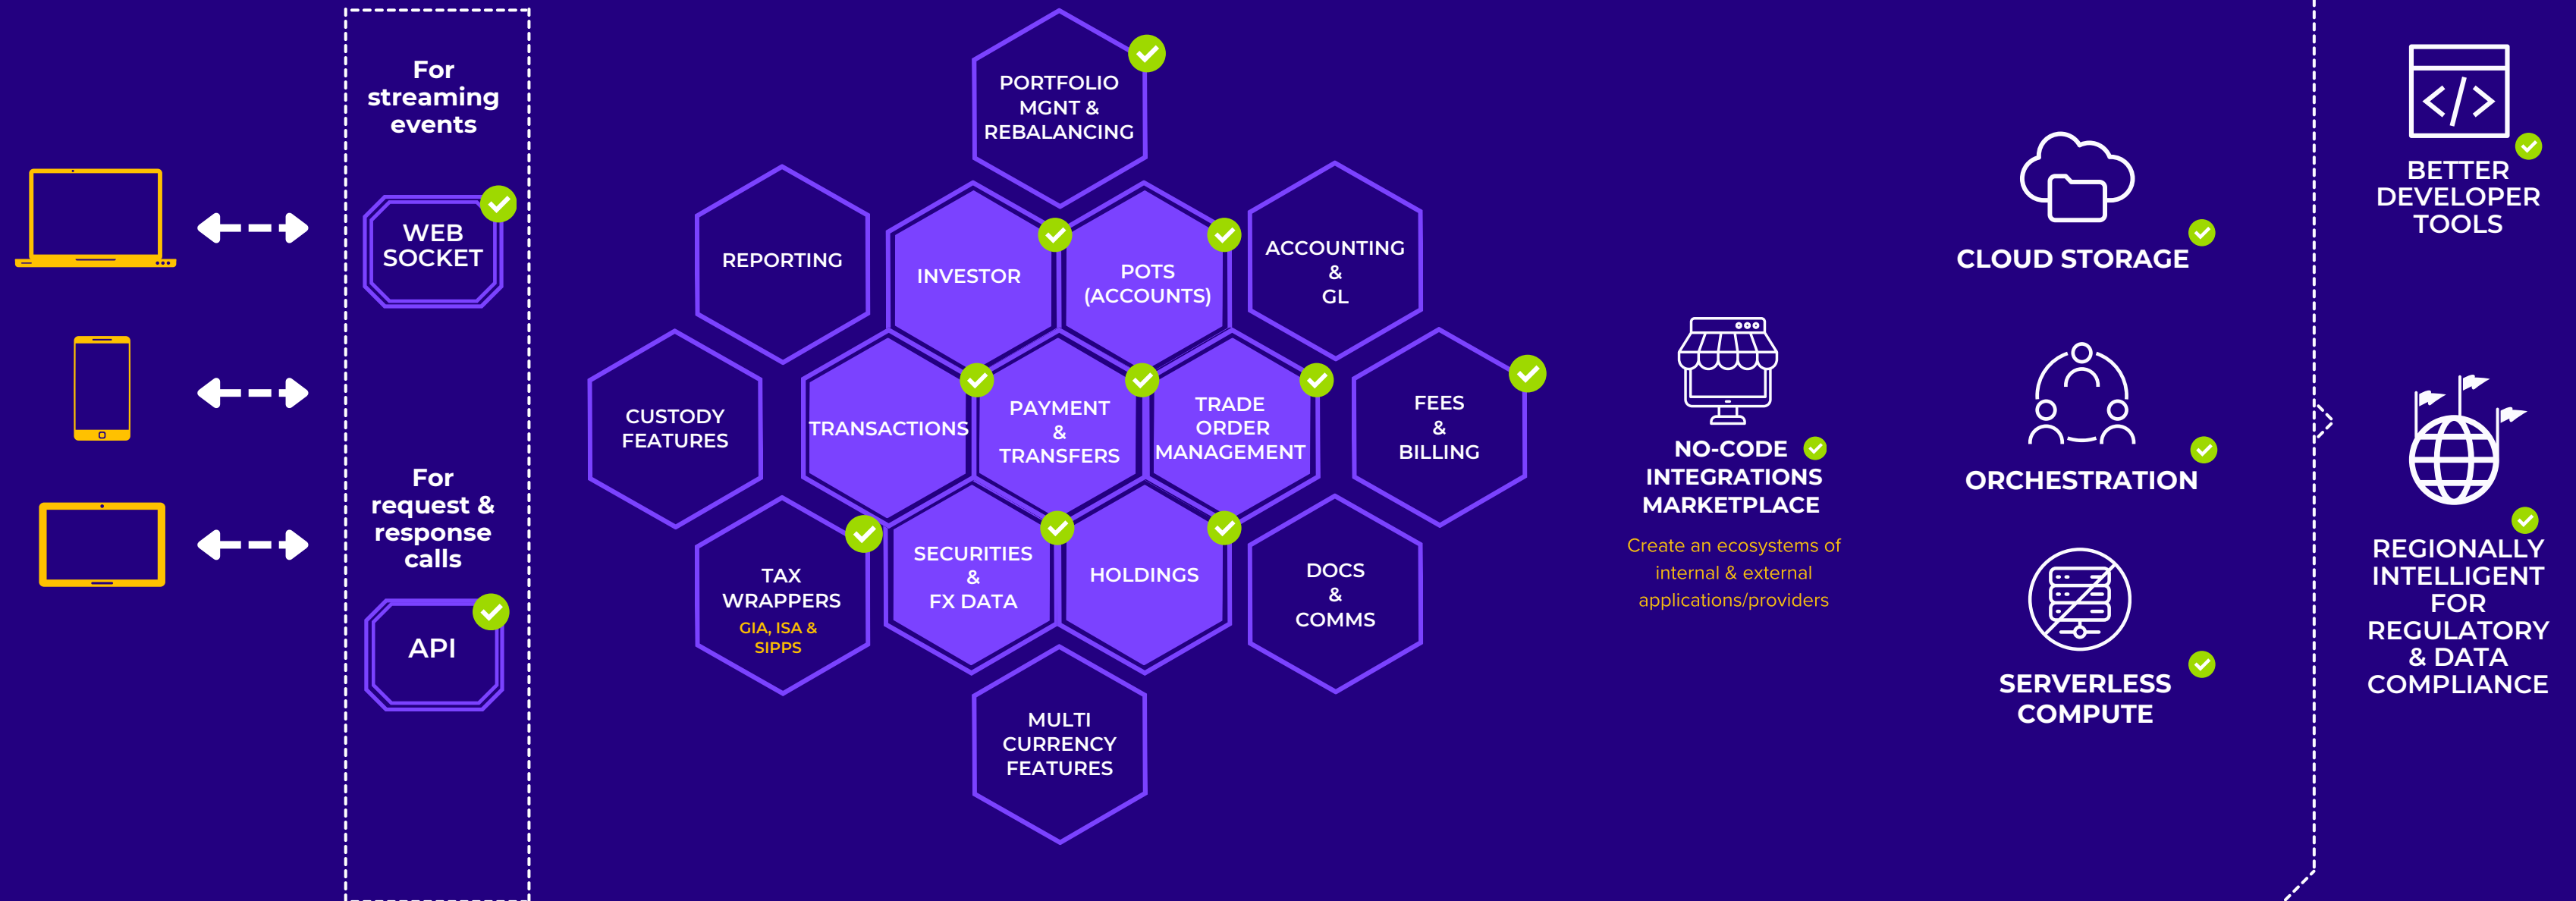 For
streaming
events
WEB
SOCKET
For
request &
response
calls
API
PORTFOLIO
MGNT &
REBALANCING
REPORTING
INVESTOR
POTS
(ACCOUNTS)
ACCOUNTING
&
GL
CUSTODY
FEATURES
TRANSACTIONS
PAYMENT
&
TRANSFERS
TRADE
ORDER
MANAGEMENT
FEES
&
BILLING
TAX
WRAPPERS
GIA, ISA &
SIPPS
SECURITIES
&
FX DATA
HOLDINGS
DOCS
&
COMMS
MULTI
CURRENCY
FEATURES
NO-CODE
INTEGRATIONS
MARKETPLACE
Create an ecosystems of
internal & external
applications/providers
CLOUD STORAGE
ORCHESTRATION
SERVERLESS
COMPUTE
BETTER
DEVELOPER
TOOLS
REGIONALLY
INTELLIGENT
FOR
REGULATORY
& DATA
COMPLIANCE